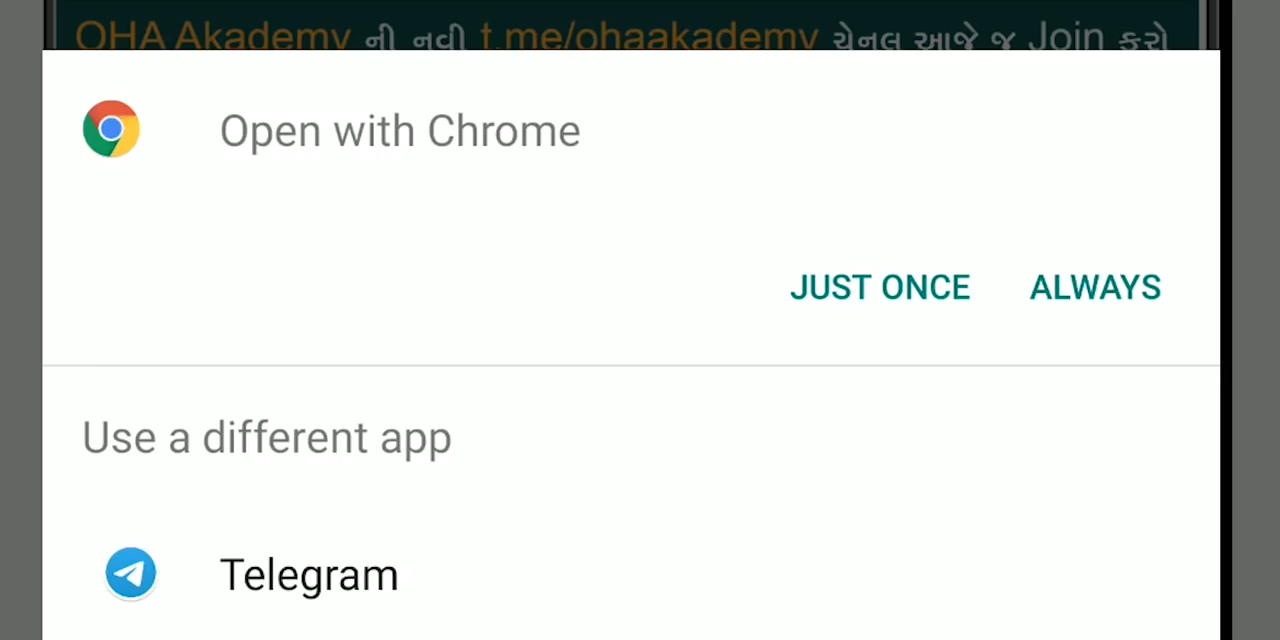 OHA Akademy ની નવી t.me/ohaakademy ચેનલ આજે જ Join કરો
Open with Chrome
JUST ONCE ALWAYS
Use a different app
Telegram